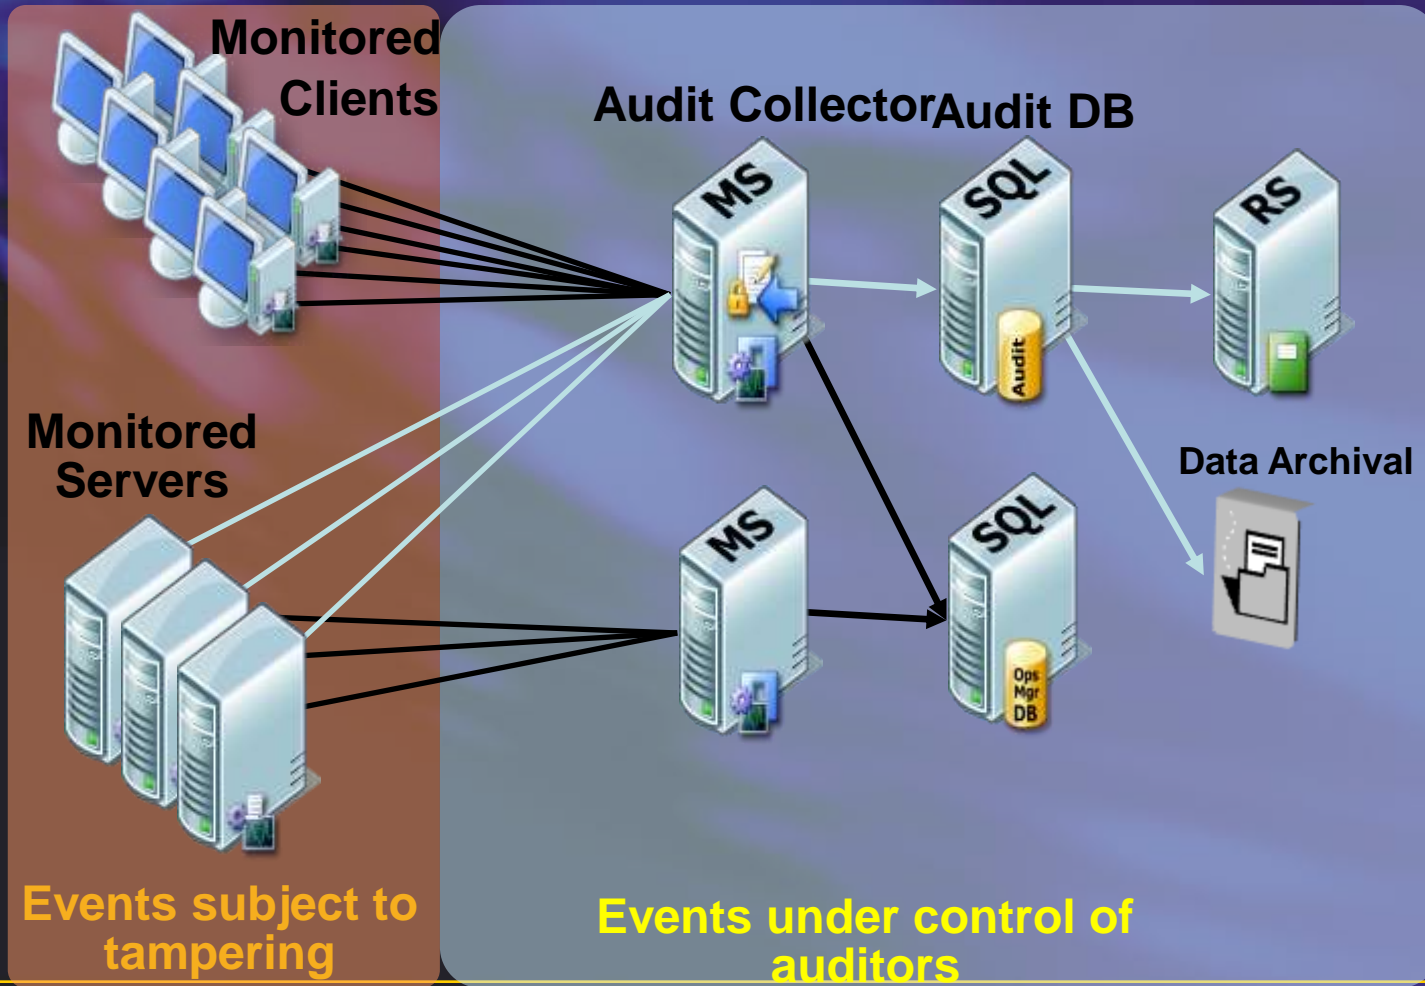 Monitored
Clients
Audit Collector
Audit DB
MS
SQL
RS
Audit
Monitored
Servers
Data Archival
MS
SQL
Ops
Mgr
DB
Events subject to
tampering
Events under control of
auditors